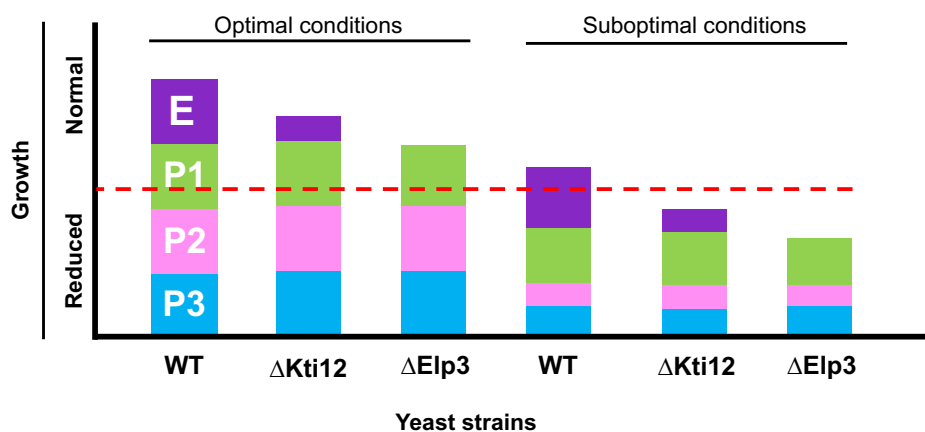 Optimal conditions
Suboptimal conditions
Growth
Normal
Reduced
E
P1
P2
P3
WT
ΔKti12
ΔElp3
WT
ΔKti12
ΔElp3
Yeast strains